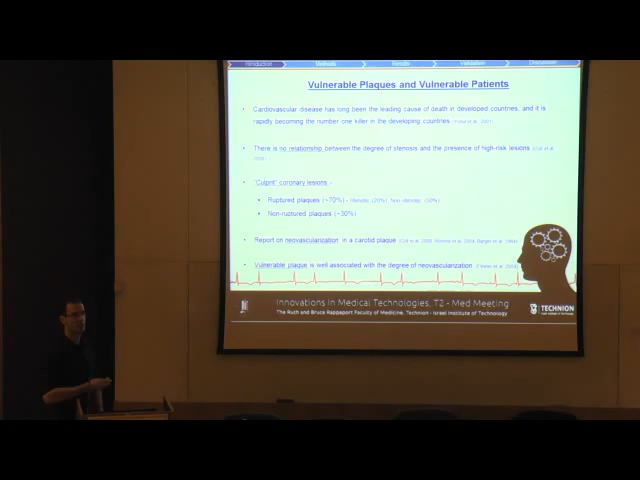 Introduction Methods Results Validation Discussion
Vulnerable Plaques and Vulnerable Patients
• Cardiovascular disease has long been the leading cause of death in developed countries, and it is
rapidly becoming the number one killer in the developing countries
• There is no relationship between the degree of stenosis and the presence of high-risk lesions
• "Culprit" coronary lesions -
• Ruptured plaques (~70%) - Stenotic (20%), Non-stenotic (50%)
• Non-ruptured plaques (~30%)
• Report on neovascularization in a carotid plaque
• Vulnerable plaque is well associated with the degree of neovascularization
Innovations in Medical Technologies, T2 - Med Meeting
The Ruth and Bruce Rappaport Faculty of Medicine, Technion - Israel Institute of Technology
TECHNION